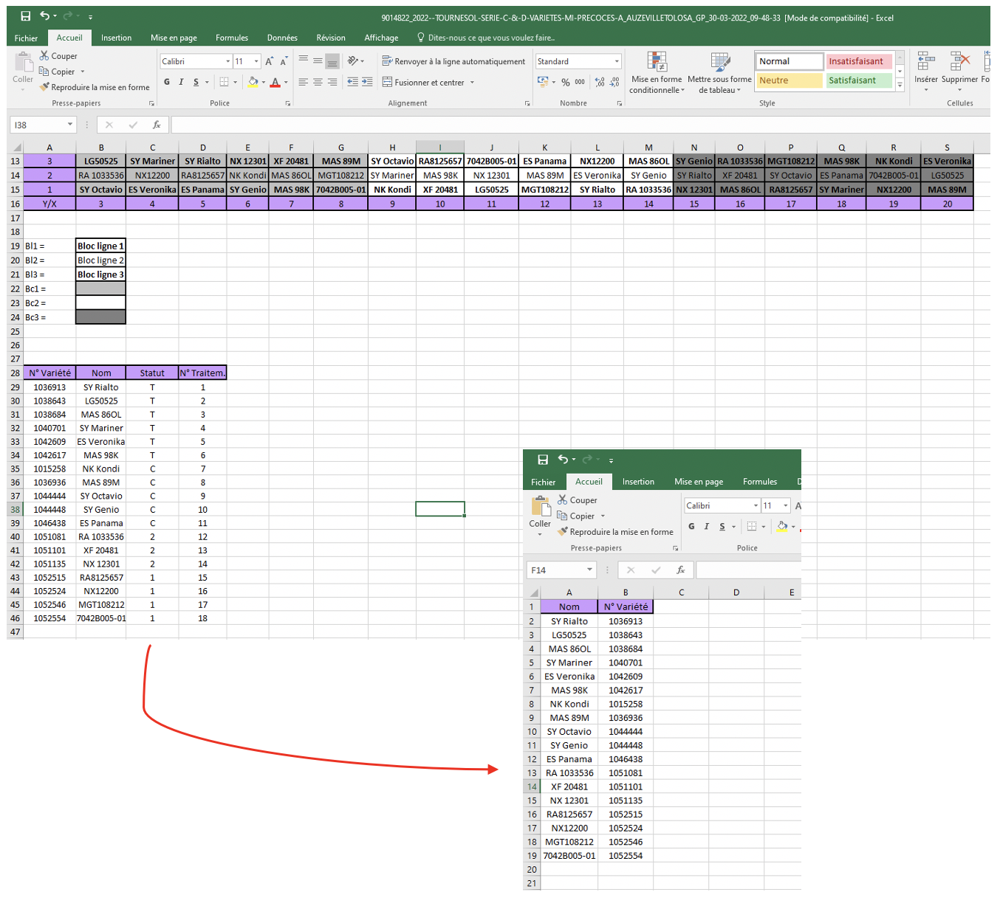 9014822_2022--TOURNESOL-SERIE-C-&-D-VARIETES-MI-PRECOCES-A_AUZEVILLETOLOSA_GP_30-03-2022_09-48-33 [Mode de compatibilité] - Excel
Fichier Accueil Insertion Mise en page Formules Données Révision Affichage Dites-nous ce que vous voulez faire..
Coller
Couper
Copier
Reproduire la mise en forme
Presse-papiers
Calibri 11
G I S
Police
Renvoyer à la ligne automatiquement
Fusionner et centrer
Alignement
Standard
% 000
Nombre
Mise en forme conditionnelle
Mettre sous forme de tableau
Normal Insatisfaisant
Neutre Satisfaisant
Style
Insérer Supprimer Fo
Cellules
I38 fx
A B C D E F G H I J K L M N O P Q R S
13 3 LG50525 SY Mariner SY Rialto NX 12301 XF 20481 MAS 89M SY Octavio RA8125657 7042B005-01 ES Panama NX12200 MAS 86OL SY Genio RA 1033536 MGT108212 MAS 98K NK Kondi ES Veronika
14 2 RA 1033536 NX12200 RA8125657 NK Kondi MAS 86OL MGT108212 SY Mariner MAS 98K NX 12301 MAS 89M ES Veronika SY Genio SY Rialto XF 20481 SY Octavio ES Panama 7042B005-01 LG50525
15 1 SY Octavio ES Veronika ES Panama SY Genio MAS 98K 7042B005-01 NK Kondi XF 20481 LG50525 MGT108212 SY Rialto RA 1033536 NX 12301 MAS 86OL RA8125657 SY Mariner NX12200 MAS 89M
16 Y/X 3 4 5 6 7 8 9 10 11 12 13 14 15 16 17 18 19 20
17
18
19 Bl1 = Bloc ligne 1
20 Bl2 = Bloc ligne 2
21 Bl3 = Bloc ligne 3
22 Bc1 =
23 Bc2 =
24 Bc3 =
25
26
27
28 N° Variété Nom Statut N° Traitem.
29 1036913 SY Rialto T 1
30 1038643 LG50525 T 2
31 1038684 MAS 86OL T 3
32 1040701 SY Mariner T 4
33 1042609 ES Veronika T 5
34 1042617 MAS 98K T 6
35 1015258 NK Kondi C 7
36 1036936 MAS 89M C 8
37 1044444 SY Octavio C 9
38 1044448 SY Genio C 10
39 1046438 ES Panama C 11
40 1051081 RA 1033536 2 12
41 1051101 XF 20481 2 13
42 1051135 NX 12301 2 14
43 1052515 RA8125657 1 15
44 1052524 NX12200 1 16
45 1052546 MGT108212 1 17
46 1052554 7042B005-01 1 18
47
Fichier Accueil Insertion Mise en page Formules D
Coller
Couper
Copier
Reproduire la mise en forme
Presse-papiers
Calibri 11 A
G I S
Police
F14 fx
A B C D E
1 Nom N° Variété
2 SY Rialto 1036913
3 LG50525 1038643
4 MAS 86OL 1038684
5 SY Mariner 1040701
6 ES Veronika 1042609
7 MAS 98K 1042617
8 NK Kondi 1015258
9 MAS 89M 1036936
10 SY Octavio 1044444
11 SY Genio 1044448
12 ES Panama 1046438
13 RA 1033536 1051081
14 XF 20481 1051101
15 NX 12301 1051135
16 RA8125657 1052515
17 NX12200 1052524
18 MGT108212 1052546
19 7042B005-01 1052554
20
21